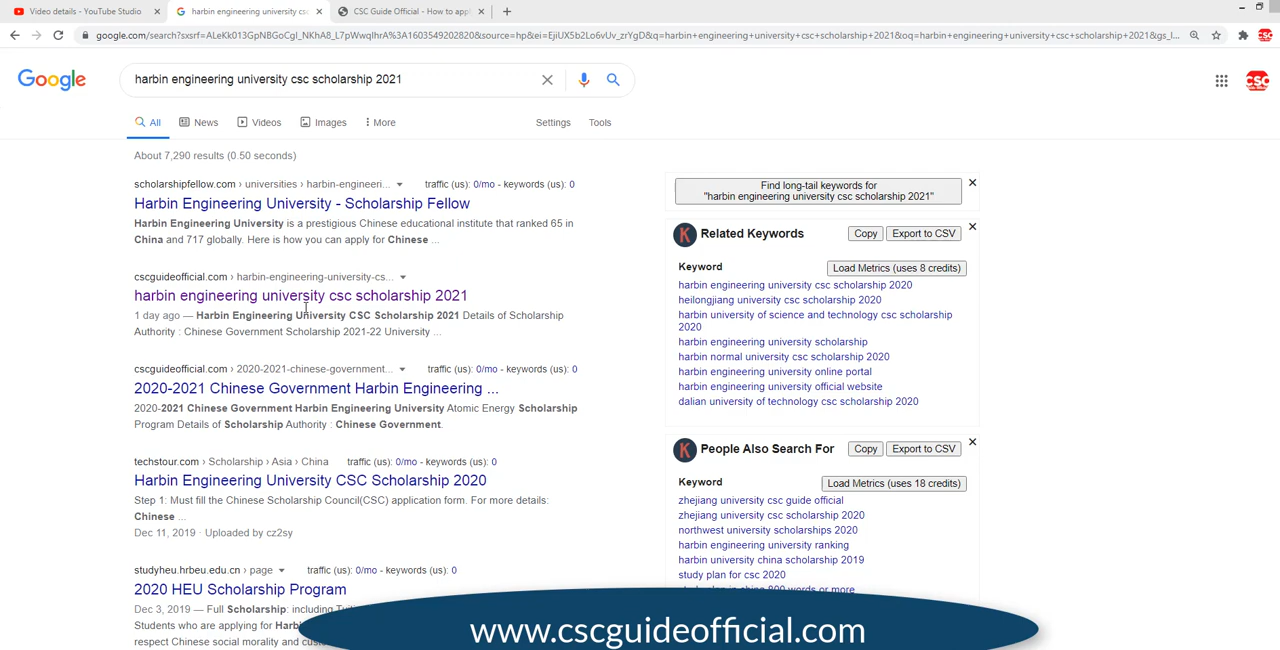 Video details - YouTube Studio
harbin engineering university csc
CSC Guide Official - How to appl
google.com/search?sxsrf=ALeKk013GpNBGoCgI_NKhA8_L7pWwqIhrA%3A1603549202820&source=hp&ei=EjiUX5b2Lo6vUv_zrYgD&q=harbin+engineering+university+csc+scholarship+2021&oq=harbin+engineering+university+csc+scholarship+2021&gs_l...
CSC
Google
harbin engineering university csc scholarship 2021
CSC
All
News
Videos
Images
More
Settings
Tools
About 7,290 results (0.50 seconds)
scholarshipfellow.com › universities › harbin-engineeri... traffic (us): 0/mo - keywords (us): 0
Harbin Engineering University - Scholarship Fellow
Harbin Engineering University is a prestigious Chinese educational institute that ranked 65 in
China and 717 globally. Here is how you can apply for Chinese ...
cscguideofficial.com › harbin-engineering-university-cs...
harbin engineering university csc scholarship 2021
1 day ago — Harbin Engineering University CSC Scholarship 2021 Details of Scholarship
Authority : Chinese Government Scholarship 2021-22 University ...
cscguideofficial.com › 2020-2021-chinese-government... traffic (us): 0/mo - keywords (us): 0
2020-2021 Chinese Government Harbin Engineering ...
2020-2021 Chinese Government Harbin Engineering University Atomic Energy Scholarship
Program Details of Scholarship Authority : Chinese Government.
techstour.com › Scholarship › Asia › China traffic (us): 0/mo - keywords (us): 0
Harbin Engineering University CSC Scholarship 2020
Step 1: Must fill the Chinese Scholarship Council(CSC) application form. For more details:
Chinese ...
Dec 11, 2019 · Uploaded by cz2sy
studyheu.hrbeu.edu.cn › page traffic (us): 0/mo - keywords (us): 0
2020 HEU Scholarship Program
Dec 3, 2019 — Full Scholarship: including
Students who are applying for
respect Chinese social morality and
Find long-tail keywords for
"harbin engineering university csc scholarship 2021"
K Related Keywords
Copy
Export to CSV
Keyword
Load Metrics (uses 8 credits)
harbin engineering university csc scholarship 2020
heilongjiang university csc scholarship 2020
harbin university of science and technology csc scholarship
2020
harbin engineering university scholarship
harbin normal university csc scholarship 2020
harbin engineering university online portal
harbin engineering university official website
dalian university of technology csc scholarship 2020
K People Also Search For
Copy
Export to CSV
Keyword
Load Metrics (uses 18 credits)
zhejiang university csc guide official
zhejiang university csc scholarship 2020
northwest university scholarships 2020
harbin engineering university ranking
harbin university china scholarship 2019
study plan for csc 2020
study plan in china 800 words or more
www.cscguideofficial.com